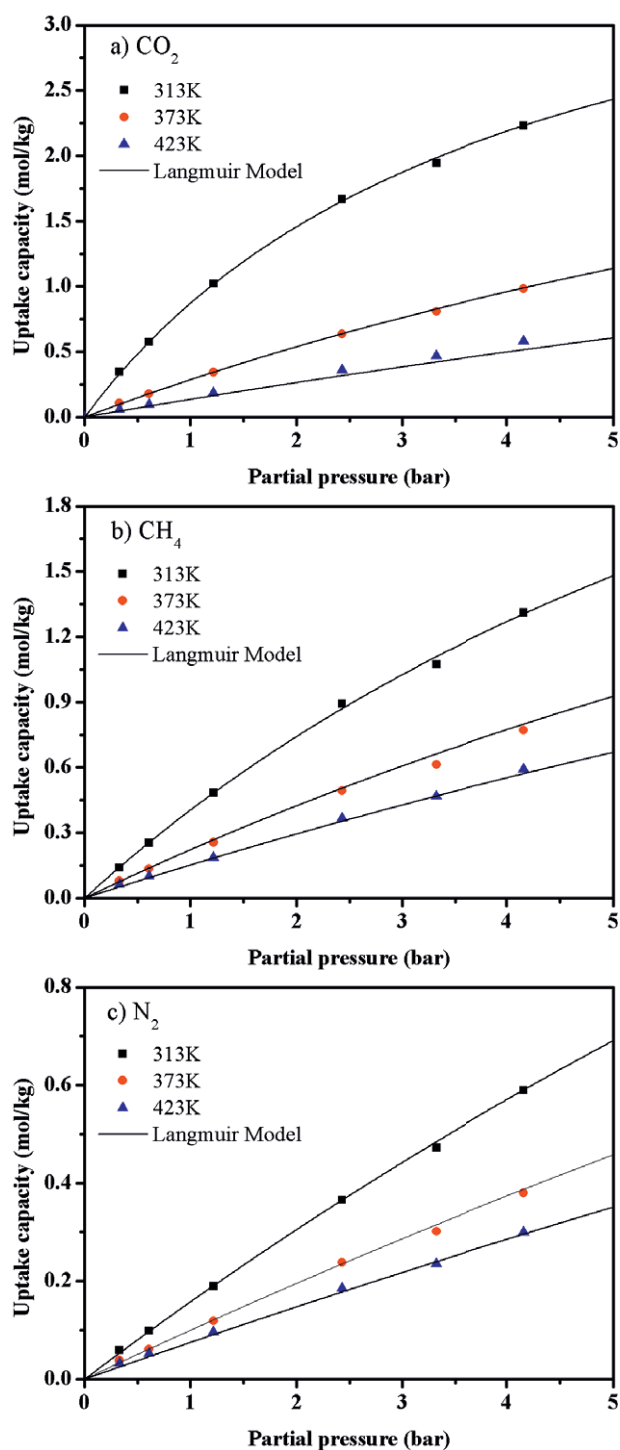 a) CO₂
313K
373K
423K
Langmuir Model
Uptake capacity (mol/kg)
3.0
2.5
2.0
1.5
1.0
0.5
0.0
0 1 2 3 4 5
Partial pressure (bar)
b) CH₄
313K
373K
423K
Langmuir Model
Uptake capacity (mol/kg)
1.8
1.5
1.2
0.9
0.6
0.3
0.0
0 1 2 3 4 5
Partial pressure (bar)
c) N₂
313K
373K
423K
Langmuir Model
Uptake capacity (mol/kg)
0.8
0.6
0.4
0.2
0.0
0 1 2 3 4 5
Partial pressure (bar)